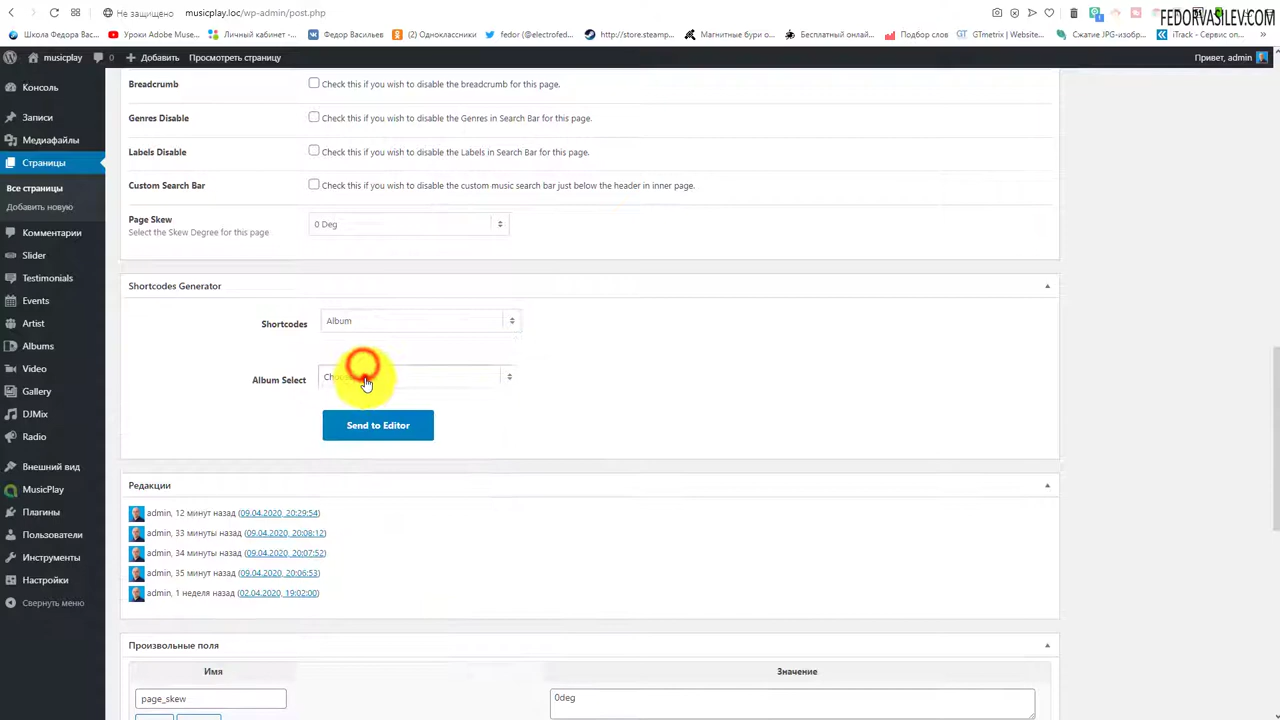 Не защищено
musicplay.loc/wp-admin/post.php
FEDORVASILEV.COM
Школа Федора Вас...
Уроки Adobe Muse...
Личный кабинет -...
Федор Васильев
(2) Одноклассники
fedor (@electrofed...
http://store.steamp...
Магнитные бури о...
Бесплатный онлай...
Подбор слов
GTmetrix | Website...
Сжатие JPG-изобр...
iTrack - Сервис оп...
musicplay
0
Добавить
Просмотреть страницу
Привет, admin
Консоль
Записи
Медиафайлы
Страницы
Все страницы
Добавить новую
Комментарии
Slider
Testimonials
Events
Artist
Albums
Video
Gallery
DJMix
Radio
Внешний вид
MusicPlay
Плагины
Пользователи
Инструменты
Настройки
Свернуть меню
Breadcrumb
Check this if you wish to disable the breadcrumb for this page.
Genres Disable
Check this if you wish to disable the Genres in Search Bar for this page.
Labels Disable
Check this if you wish to disable the Labels in Search Bar for this page.
Custom Search Bar
Check this if you wish to disable the custom music search bar just below the header in inner page.
Page Skew
Select the Skew Degree for this page
0 Deg
Shortcodes Generator
Shortcodes
Album
Album Select
Send to Editor
Редакции
admin, 12 минут назад (09.04.2020, 20:29:54)
admin, 33 минуты назад (09.04.2020, 20:08:12)
admin, 34 минуты назад (09.04.2020, 20:07:52)
admin, 35 минут назад (09.04.2020, 20:06:53)
admin, 1 неделя назад (02.04.2020, 19:02:00)
Произвольные поля
Имя
Значение
page_skew
0deg